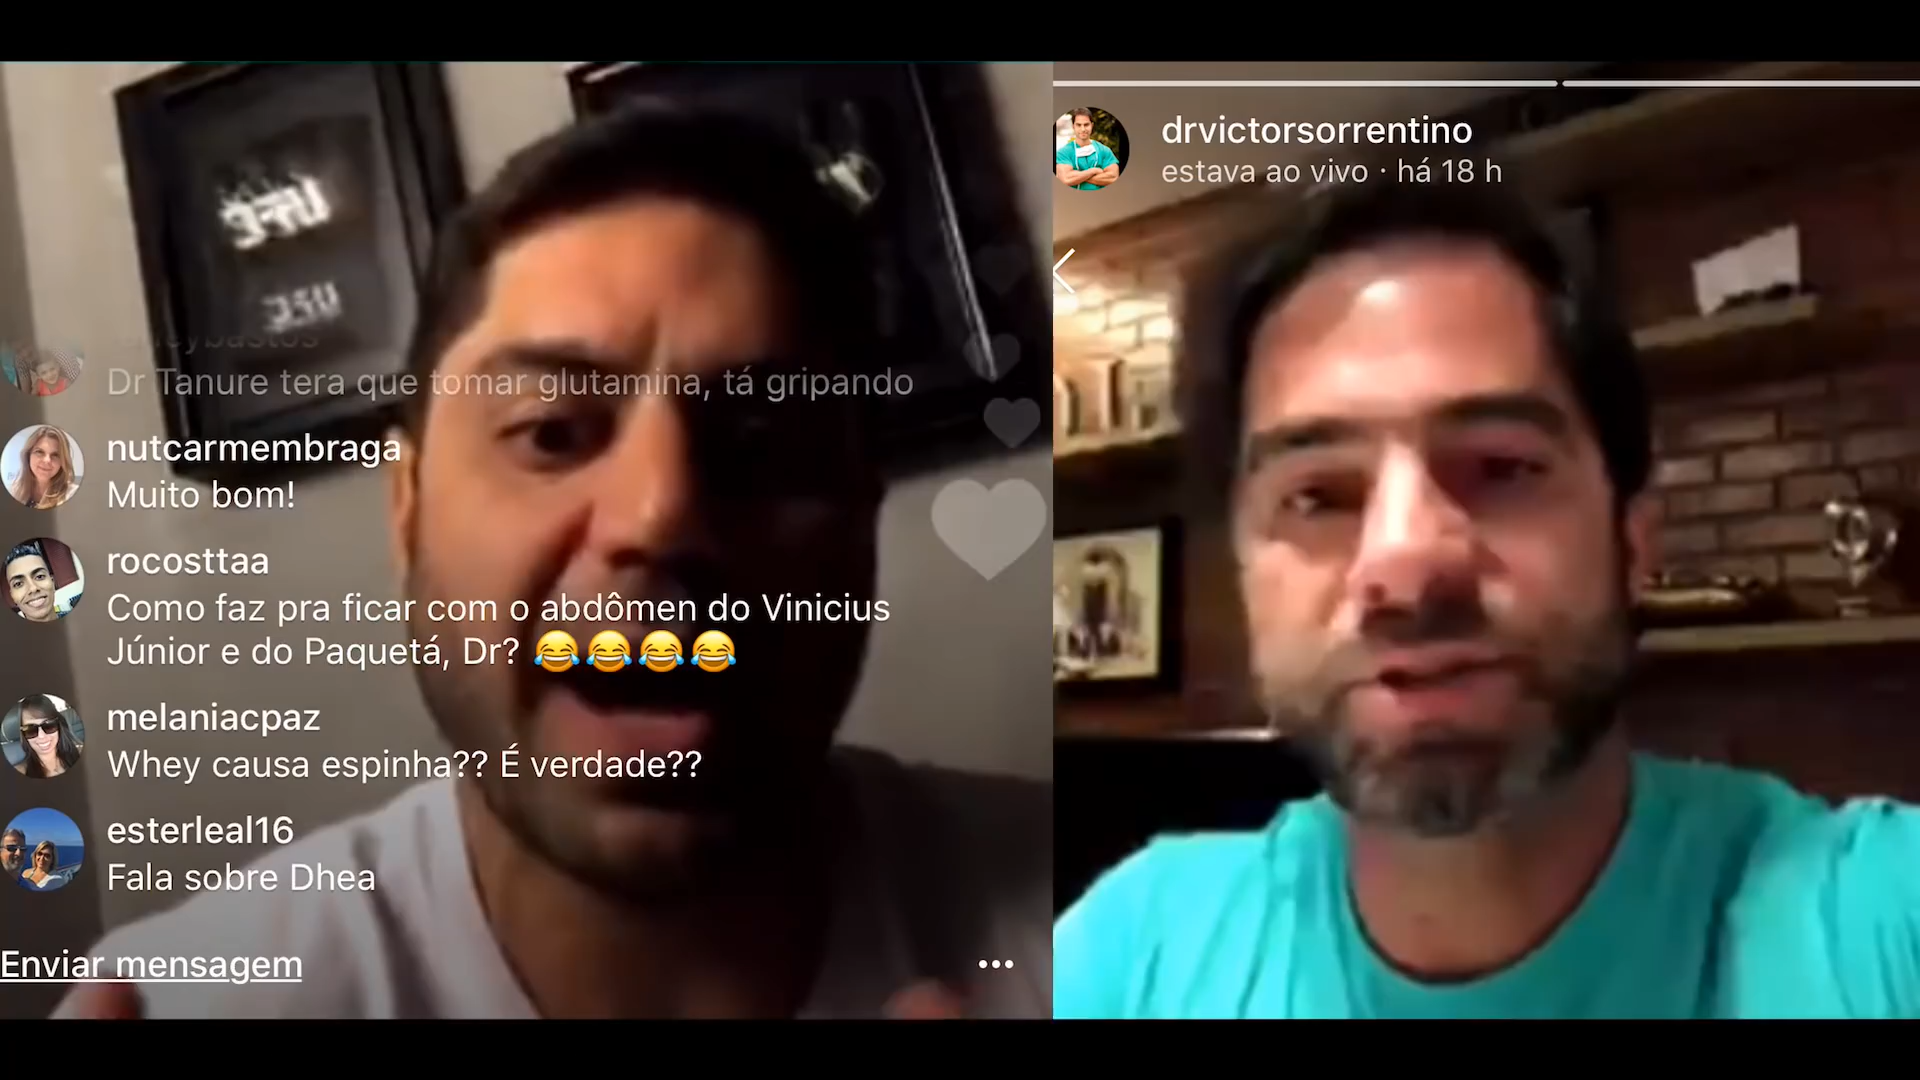 drvictorsorrentino
estava ao vivo · há 18 h
Dr Tanure tera que tomar glutamina, tá gripando
nutcarmembraga
Muito bom!
rocosttaa
Como faz pra ficar com o abdômen do Vinicius
Júnior e do Paquetá, Dr? 😂😂😂😂
melaniacpaz
Whey causa espinha?? É verdade??
esterleal16
Fala sobre Dhea
Enviar mensagem